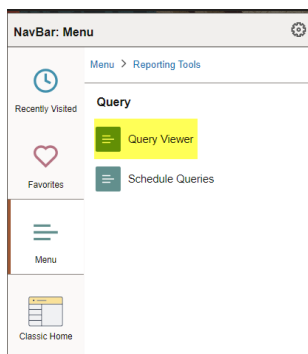 NavBar: Menu
Recently Visited
Favorites
Menu
Classic Home
Menu > Reporting Tools
Query
Query Viewer
Schedule Queries